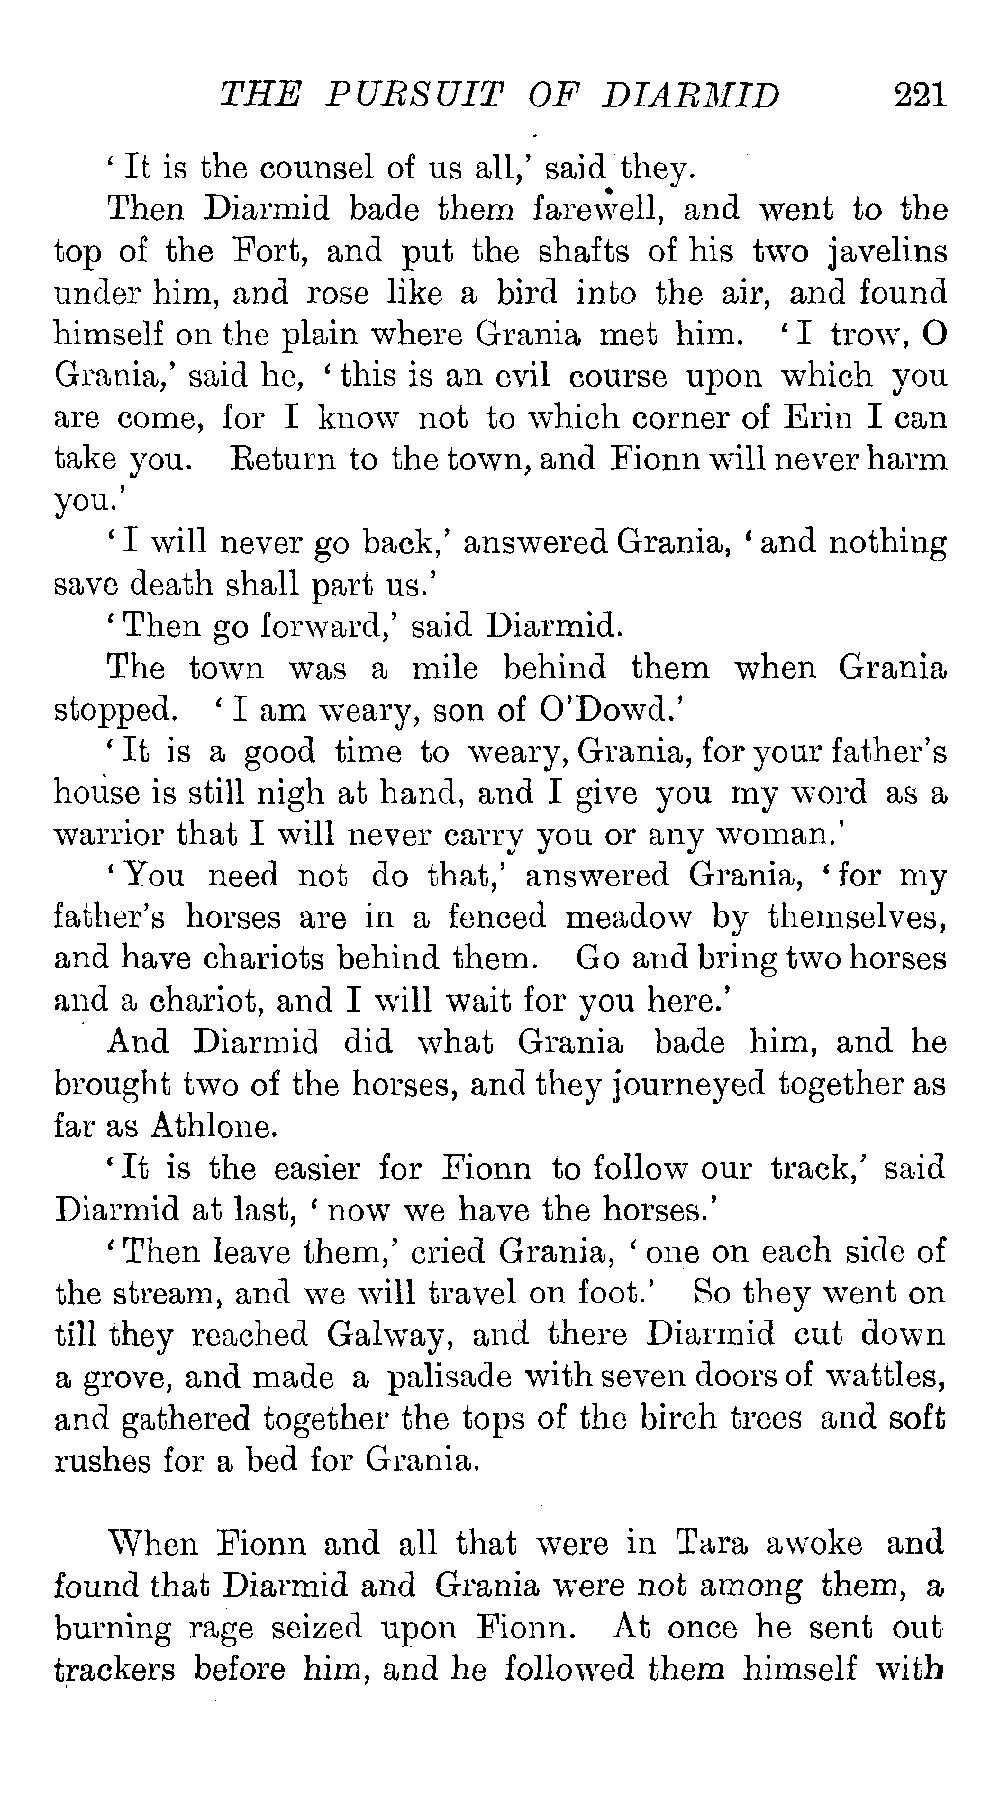 THE PURSUIT OF DIARMID 221
‘It is the counsel of us all,’ said they.
Then Diarmid bade them farewell, and went to the
top of the Fort, and put the shafts of his two javelins
under him, and rose like a bird into the air, and found
himself on the plain where Grania met him. ‘I trow, O
Grania,’ said he, ‘this is an evil course upon which you
are come, for I know not to which corner of Erin I can
take you. Return to the town, and Fionn will never harm
you.’
‘I will never go back,’ answered Grania, ‘and nothing
save death shall part us.’
‘Then go forward,’ said Diarmid.
The town was a mile behind them when Grania
stopped. ‘I am weary, son of O’Dowd.’
‘It is a good time to weary, Grania, for your father’s
house is still nigh at hand, and I give you my word as a
warrior that I will never carry you or any woman.’
‘You need not do that,’ answered Grania, ‘for my
father’s horses are in a fenced meadow by themselves,
and have chariots behind them. Go and bring two horses
and a chariot, and I will wait for you here.’
And Diarmid did what Grania bade him, and he
brought two of the horses, and they journeyed together as
far as Athlone.
‘It is the easier for Fionn to follow our track,’ said
Diarmid at last, ‘now we have the horses.’
‘Then leave them,’ cried Grania, ‘one on each side of
the stream, and we will travel on foot.’ So they went on
till they reached Galway, and there Diarmid cut down
a grove, and made a palisade with seven doors of wattles,
and gathered together the tops of the birch trees and soft
rushes for a bed for Grania.
When Fionn and all that were in Tara awoke and
found that Diarmid and Grania were not among them, a
burning rage seized upon Fionn. At once he sent out
trackers before him, and he followed them himself with